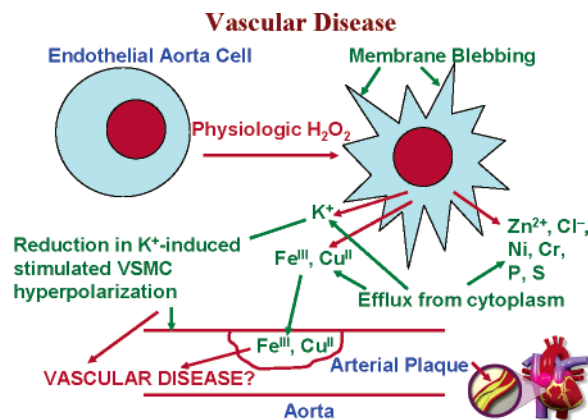 Vascular Disease
Endothelial Aorta Cell
Membrane Blebbing
Physiologic H₂O₂
K⁺
Zn²⁺, Cl⁻,
Ni, Cr,
P, S
Reduction in K⁺-induced
stimulated VSMC
hyperpolarization
Feᴵᴵᴵ, Cuᴵᴵ
Efflux from cytoplasm
Feᴵᴵᴵ, Cuᴵᴵ
Arterial Plaque
VASCULAR DISEASE?
Aorta